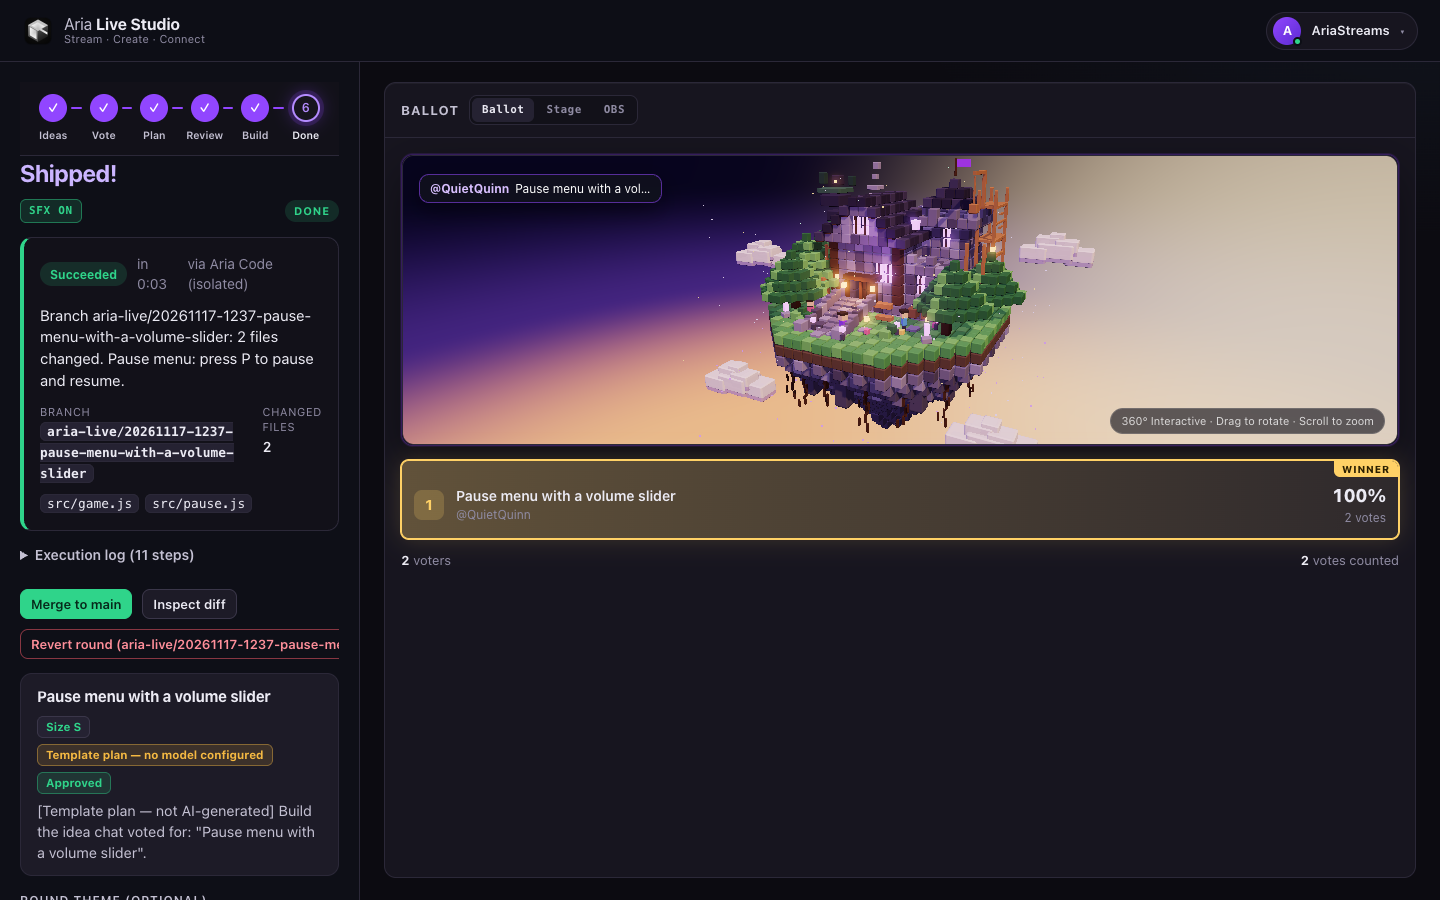 Aria Live Studio
Stream · Create · Connect
A
AriaStreams
6
Ideas
Vote
Plan
Review
Build
Done
Shipped!
SFX ON
DONE
Succeeded
in
0:03
via Aria Code
(isolated)
Branch aria-live/20261117-1237-pause-
menu-with-a-volume-slider: 2 files
changed. Pause menu: press P to pause
and resume.
BRANCH
aria-live/20261117-1237-
pause-menu-with-a-volume-
slider
CHANGED
FILES
2
src/game.js
src/pause.js
Execution log (11 steps)
Merge to main
Inspect diff
Revert round (aria-live/20261117-1237-pause-me
Pause menu with a volume slider
Size S
Template plan — no model configured
Approved
[Template plan — not AI-generated] Build
the idea chat voted for: "Pause menu with
a volume slider".
ROUND THEME (OPTIONAL)
BALLOT
Ballot
Stage
OBS
@QuietQuinn Pause menu with a vol...
360° Interactive · Drag to rotate · Scroll to zoom
WINNER
1
Pause menu with a volume slider
@QuietQuinn
100%
2 votes
2 voters
2 votes counted